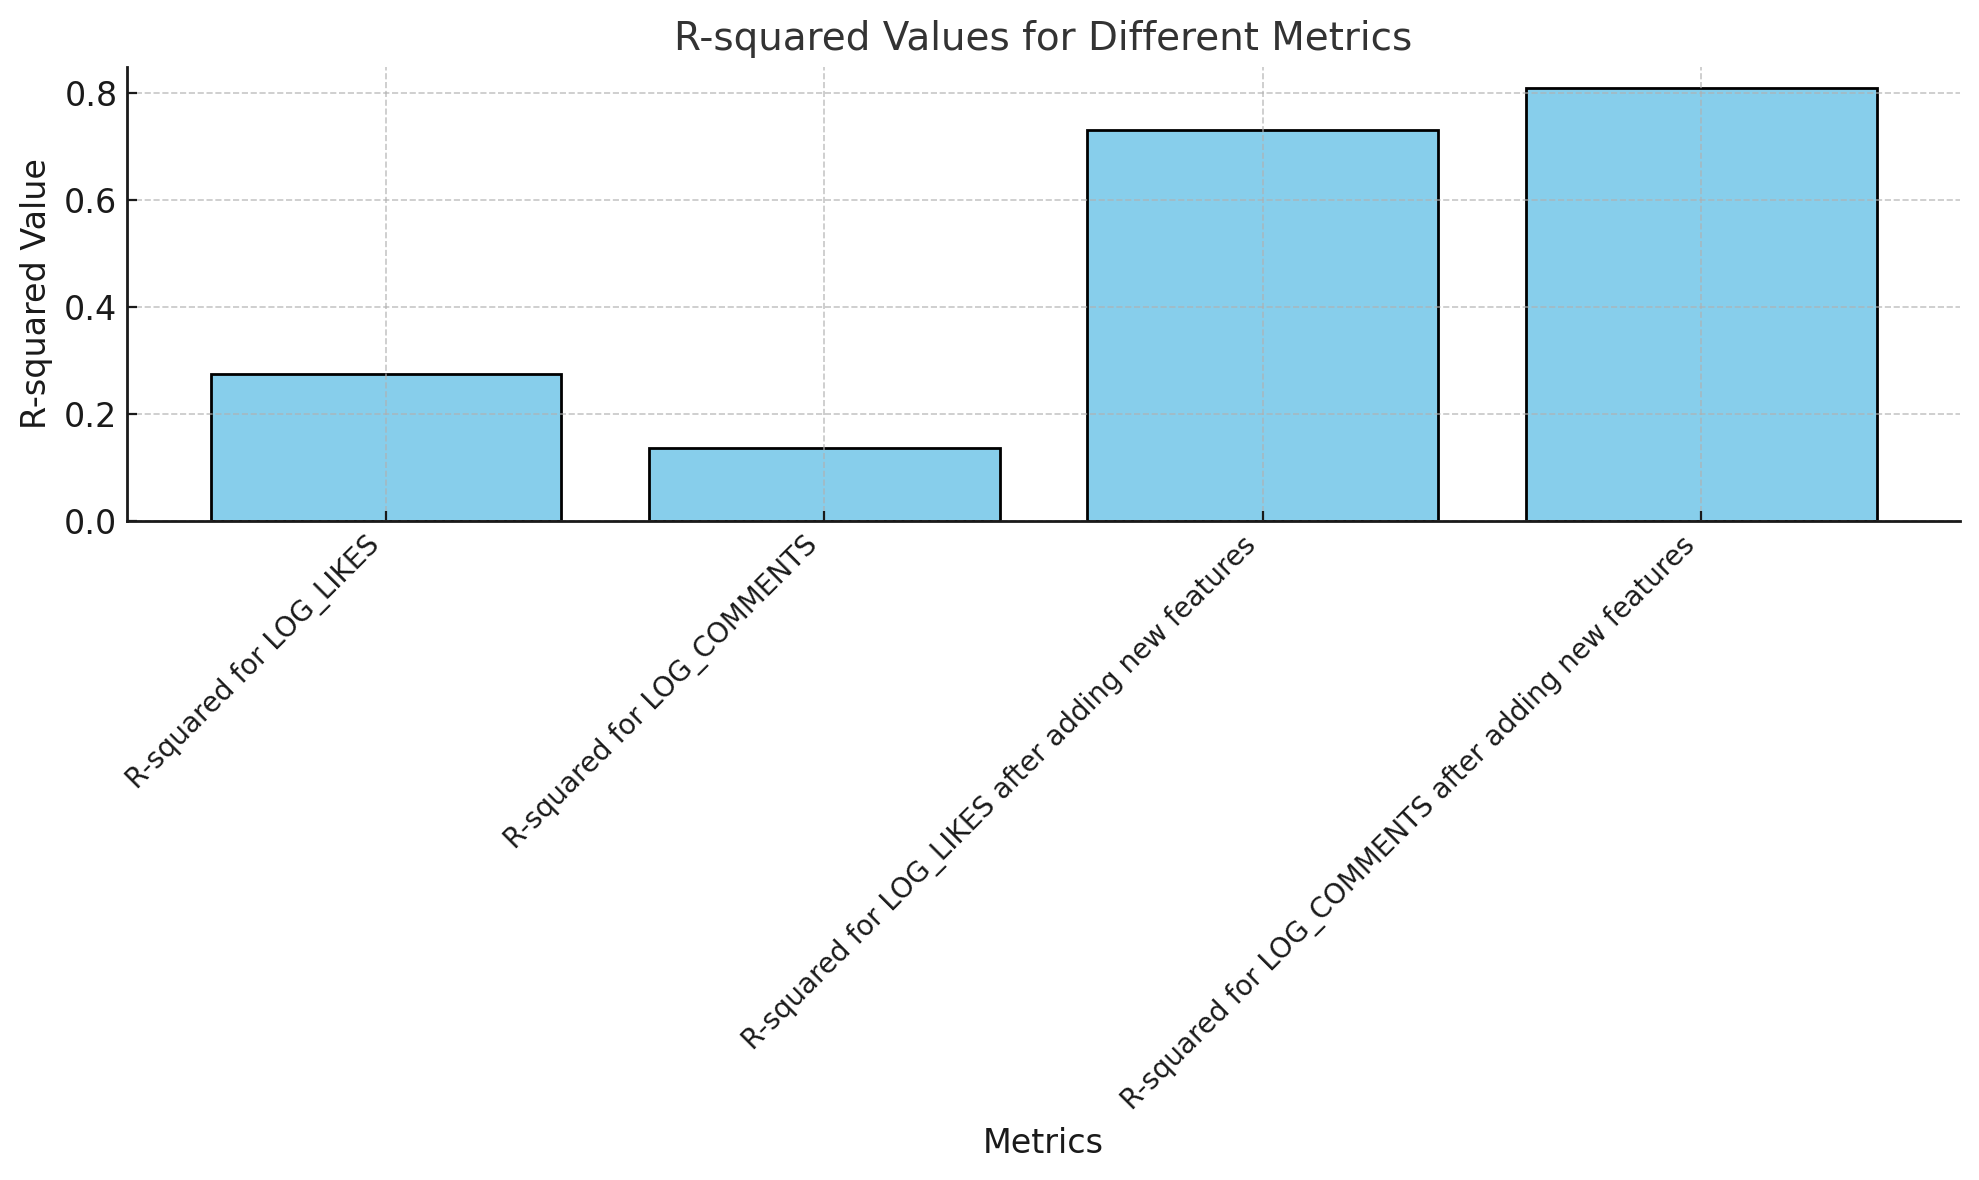 R-squared Values for Different Metrics
R-squared Value
0.8
0.6
0.4
0.2
0.0
R-squared for LOG_LIKES
R-squared for LOG_COMMENTS
R-squared for LOG_LIKES after adding new features
R-squared for LOG_COMMENTS after adding new features
Metrics